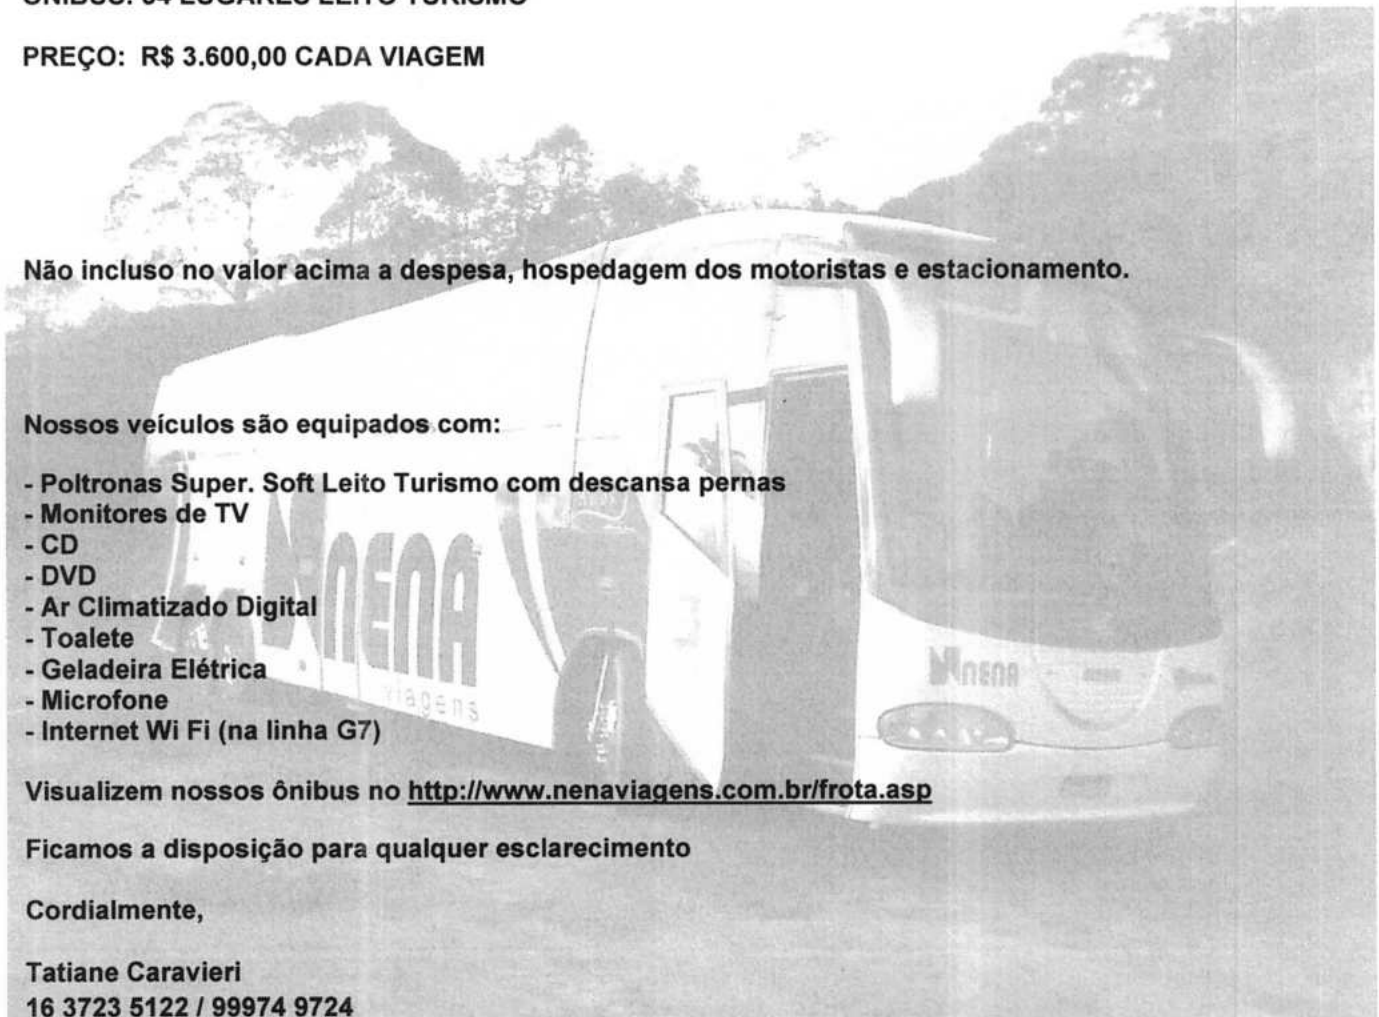 PREÇO: R$ 3.600,00 CADA VIAGEM
Não incluso no valor acima a despesa, hospedagem dos motoristas e estacionamento.
Nossos veículos são equipados com:
- Poltronas Super. Soft Leito Turismo com descansa pernas
- Monitores de TV
- CD
- DVD
- Ar Climatizado Digital
- Toalete
- Geladeira Elétrica
- Microfone
- Internet Wi Fi (na linha G7)
NENA
viagens
NENA
Visualizem nossos ônibus no http://www.nenaviagens.com.br/frota.asp
Ficamos a disposição para qualquer esclarecimento
Cordialmente,
Tatiane Caravieri
16 3723 5122 / 99974 9724